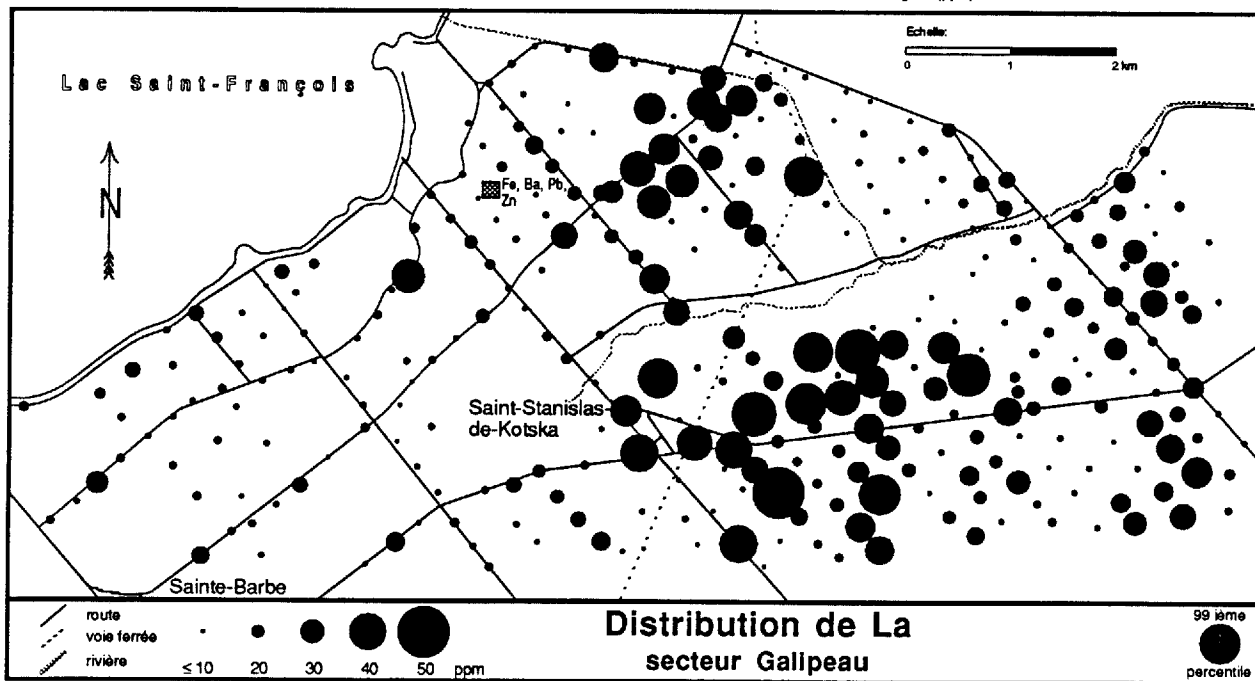 Echelle:
0 1 2 km
Lac Saint-François
N
Fe, Ba, Pb,
Zn
Saint-Stanislas-
de-Kotska
Sainte-Barbe
route
voie ferrée
rivière
≤ 10 20 30 40 50 ppm
Distribution de La
secteur Galipeau
99 ième
percentile